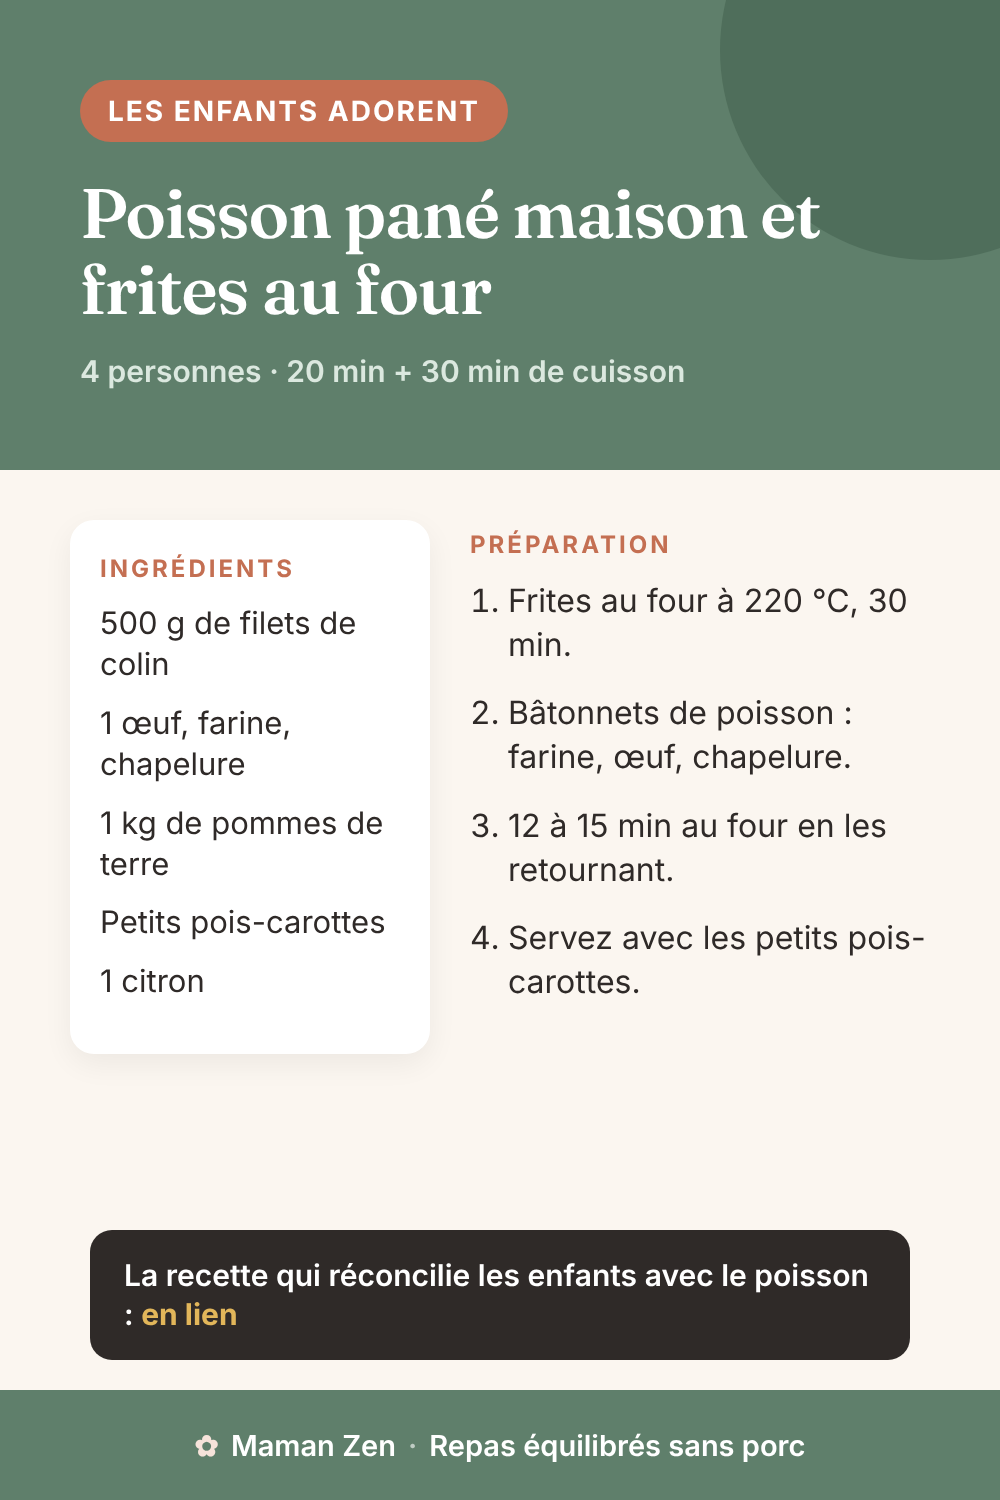 LES ENFANTS ADORENT
Poisson pané maison et
frites au four
4 personnes · 20 min + 30 min de cuisson
INGRÉDIENTS
500 g de filets de
colin
1 œuf, farine,
chapelure
1 kg de pommes de
terre
Petits pois-carottes
1 citron
PRÉPARATION
1. Frites au four à 220 °C, 30
min.
2. Bâtonnets de poisson :
farine, œuf, chapelure.
3. 12 à 15 min au four en les
retournant.
4. Servez avec les petits pois-
carottes.
La recette qui réconcilie les enfants avec le poisson
: en lien
✿ Maman Zen · Repas équilibrés sans porc